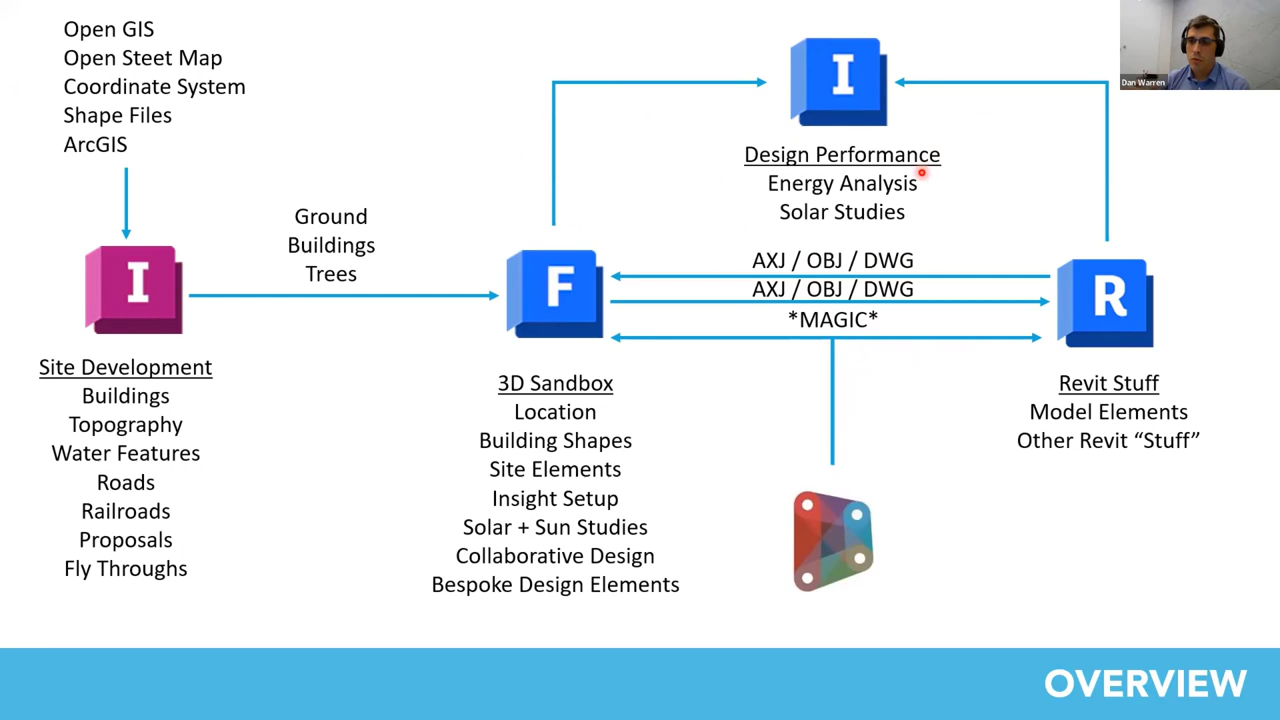 Open GIS
Open Steet Map
Coordinate System
Shape Files
ArcGIS
I
Site Development
Buildings
Topography
Water Features
Roads
Railroads
Proposals
Fly Throughs
Ground
Buildings
Trees
F
3D Sandbox
Location
Building Shapes
Site Elements
Insight Setup
Solar + Sun Studies
Collaborative Design
Bespoke Design Elements
I
Design Performance
Energy Analysis
Solar Studies
AXJ / OBJ / DWG
AXJ / OBJ / DWG
*MAGIC*
R
Revit Stuff
Model Elements
Other Revit “Stuff”
Dan Warren
OVERVIEW